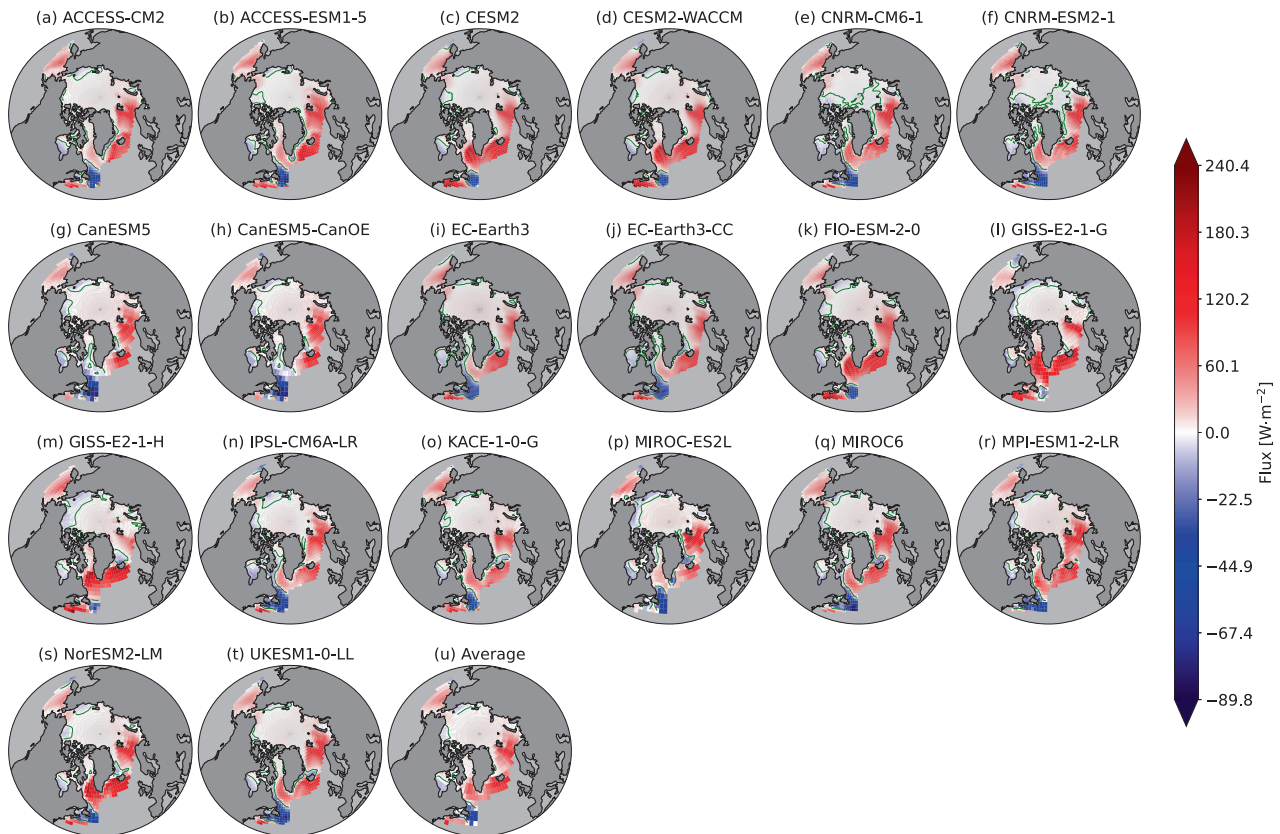 (a) ACCESS-CM2
(b) ACCESS-ESM1-5
(c) CESM2
(d) CESM2-WACCM
(e) CNRM-CM6-1
(f) CNRM-ESM2-1
(g) CanESM5
(h) CanESM5-CanOE
(i) EC-Earth3
(j) EC-Earth3-CC
(k) FIO-ESM-2-0
(l) GISS-E2-1-G
(m) GISS-E2-1-H
(n) IPSL-CM6A-LR
(o) KACE-1-0-G
(p) MIROC-ES2L
(q) MIROC6
(r) MPI-ESM1-2-LR
(s) NorESM2-LM
(t) UKESM1-0-LL
(u) Average
240.4
180.3
120.2
60.1
0.0
−22.5
−44.9
−67.4
−89.8
Flux [W·m⁻²]